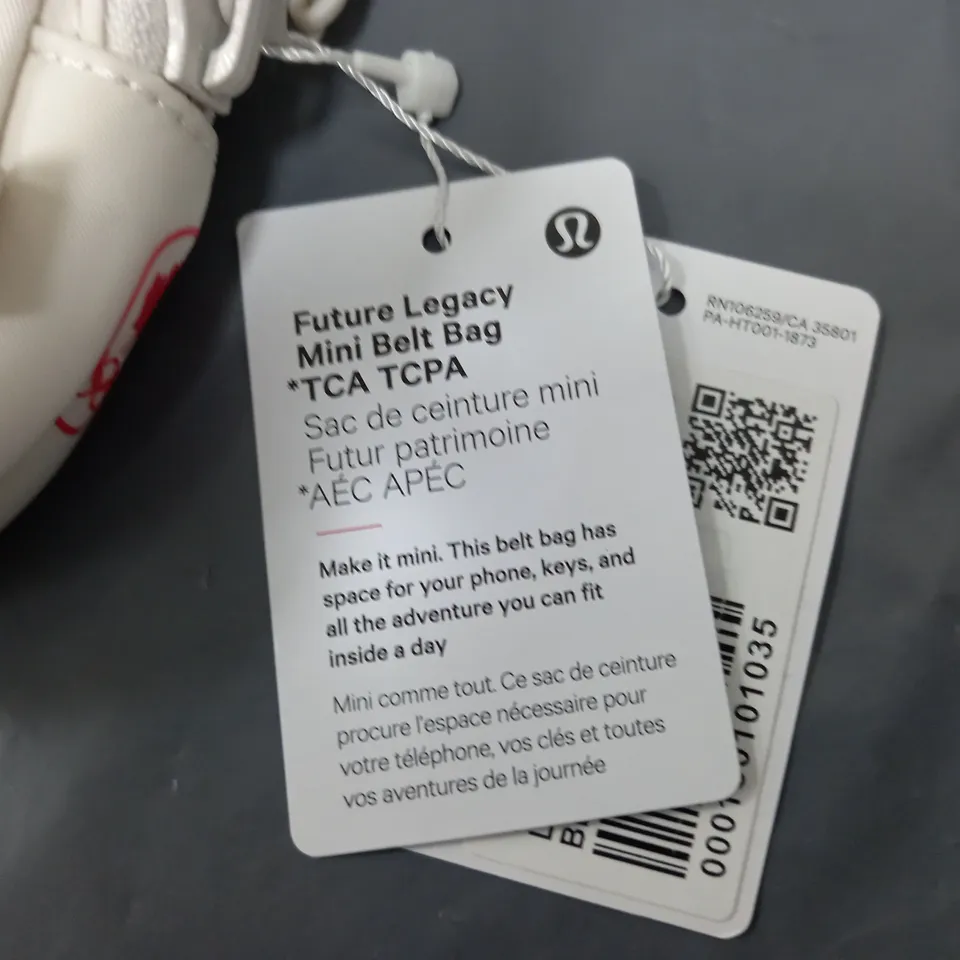 Future Legacy
Mini Belt Bag
*TCA TCPA
Sac de ceinture mini
Futur patrimoine
*AÉC APÉC
Make it mini. This belt bag has
space for your phone, keys, and
all the adventure you can fit
inside a day
Mini comme tout. Ce sac de ceinture
procure l'espace nécessaire pour
votre téléphone, vos clés et toutes
vos aventures de la journée
RN106259/CA 35801
PA-HT001-1873